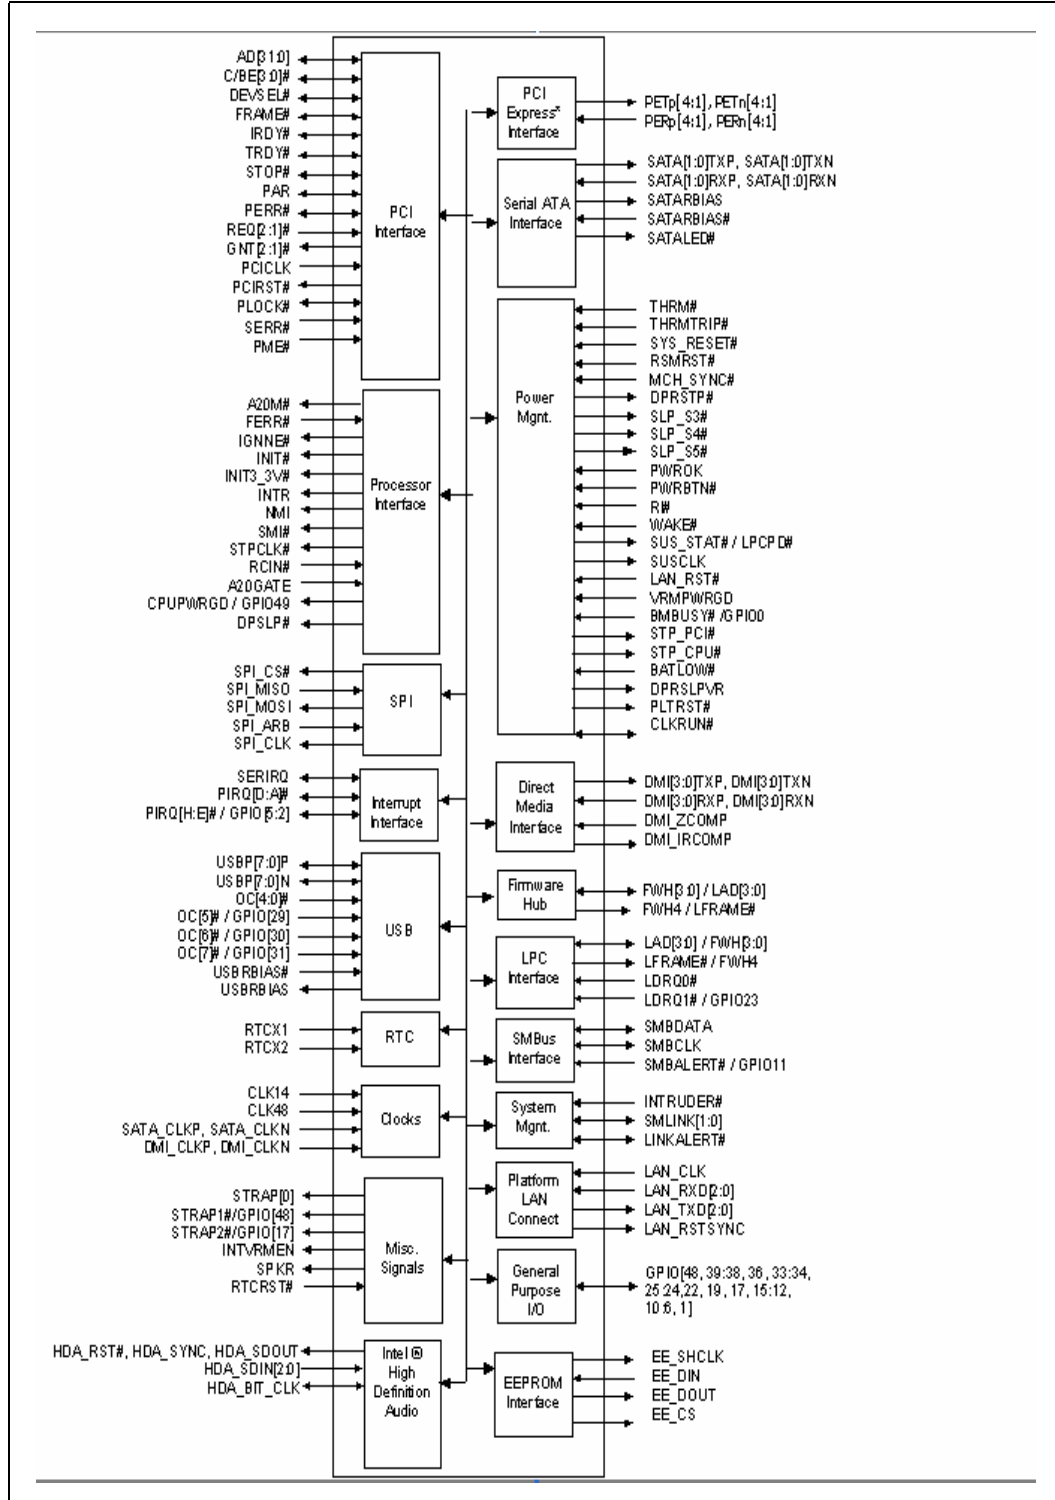 AD[31:0]
C/BE[3:0]#
DEVSEL#
FRAME#
IRDY#
TRDY#
STOP#
PAR
PERR#
REQ[2:1]#
GNT[2:1]#
PCICLK
PCIRST#
PLOCK#
SERR#
PME#
PCI
Interface
A20M#
FERR#
IGNNE#
INIT#
INIT3_3V#
INTR
NMI
SMI#
STPCLK#
RCIN#
A20GATE
CPUPWRGD / GPIO49
DPSLP#
Processor
Interface
SPI_CS#
SPI_MISO
SPI_MOSI
SPI_ARB
SPI_CLK
SPI
SERIRQ
PIRQ[D:A]#
PIRQ[H:E]# / GPIO[5:2]
Interrupt
Interface
USBP[7:0]P
USBP[7:0]N
OC[4:0]#
OC[5]# / GPIO[29]
OC[6]# / GPIO[30]
OC[7]# / GPIO[31]
USBRBIAS#
USBRBIAS
USB
RTCX1
RTCX2
RTC
CLK14
CLK48
SATA_CLKP, SATA_CLKN
DMI_CLKP, DMI_CLKN
Clocks
STRAP[0]
STRAP1#/GPIO[48]
STRAP2#/GPIO[17]
INTVRMEN
SPKR
RTCRST#
Misc.
Signals
HDA_RST#, HDA_SYNC, HDA_SDOUT
HDA_SDIN[2:0]
HDA_BIT_CLK
Intel ®
High
Definition
Audio
PCI
Express*
Interface
PETp[4:1], PETn[4:1]
PERp[4:1], PERn[4:1]
Serial ATA
Interface
SATA[1:0]TXP, SATA[1:0]TXN
SATA[1:0]RXP, SATA[1:0]RXN
SATARBIAS
SATARBIAS#
SATALED#
Power
Mgnt.
THRM#
THRMTRIP#
SYS_RESET#
RSMRST#
MCH_SYNC#
DPRSTP#
SLP_S3#
SLP_S4#
SLP_S5#
PWROK
PWRBTN#
RI#
WAKE#
SUS_STAT# / LPCPD#
SUSCLK
LAN_RST#
VRMPWRGD
BMBUSY# /GPIO0
STP_PCI#
STP_CPU#
BATLOW#
DPRSLPVR
PLTRST#
CLKRUN#
Direct
Media
Interface
DMI[3:0]TXP, DMI[3:0]TXN
DMI[3:0]RXP, DMI[3:0]RXN
DMI_ZCOMP
DMI_IRCOMP
Firmware
Hub
FWH[3:0] / LAD[3:0]
FWH4 / LFRAME#
LPC
Interface
LAD[3:0] / FWH[3:0]
LFRAME# / FWH4
LDRQ0#
LDRQ1# / GPIO23
SMBus
Interface
SMBDATA
SMBCLK
SMBALERT# / GPIO11
System
Mgnt.
INTRUDER#
SMLINK[1:0]
LINKALERT#
Platform
LAN
Connect
LAN_CLK
LAN_RXD[2:0]
LAN_TXD[2:0]
LAN_RSTSYNC
General
Purpose
I/O
GPIO[48, 39:38, 36, 33:34,
25:24,22, 19, 17, 15:12,
10:6, 1]
EEPROM
Interface
EE_SHCLK
EE_DIN
EE_DOUT
EE_CS